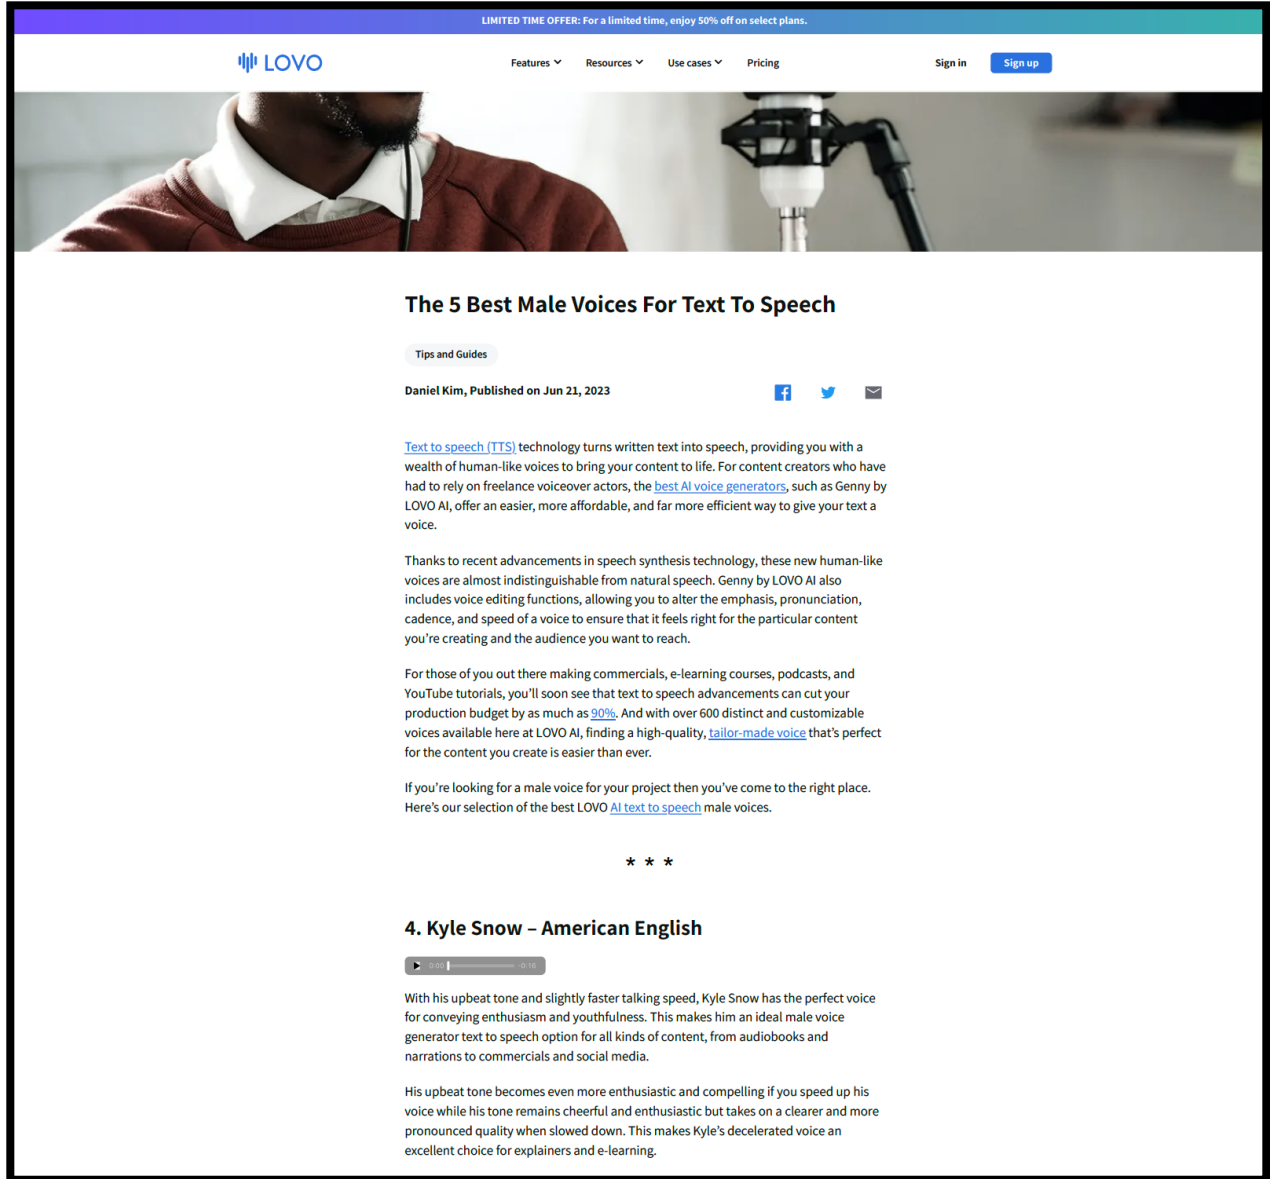 LIMITED TIME OFFER: For a limited time, enjoy 50% off on select plans.
LOVO
Features
Resources
Use cases
Pricing
Sign in
Sign up
The 5 Best Male Voices For Text To Speech
Tips and Guides
Daniel Kim, Published on Jun 21, 2023
Text to speech (TTS) technology turns written text into speech, providing you with a
wealth of human-like voices to bring your content to life. For content creators who have
had to rely on freelance voiceover actors, the best AI voice generators, such as Genny by
LOVO AI, offer an easier, more affordable, and far more efficient way to give your text a
voice.
Thanks to recent advancements in speech synthesis technology, these new human-like
voices are almost indistinguishable from natural speech. Genny by LOVO AI also
includes voice editing functions, allowing you to alter the emphasis, pronunciation,
cadence, and speed of a voice to ensure that it feels right for the particular content
you’re creating and the audience you want to reach.
For those of you out there making commercials, e-learning courses, podcasts, and
YouTube tutorials, you’ll soon see that text to speech advancements can cut your
production budget by as much as 90%. And with over 600 distinct and customizable
voices available here at LOVO AI, finding a high-quality, tailor-made voice that’s perfect
for the content you create is easier than ever.
If you’re looking for a male voice for your project then you’ve come to the right place.
Here’s our selection of the best LOVO AI text to speech male voices.
* * *
4. Kyle Snow – American English
0:00 -0:16
With his upbeat tone and slightly faster talking speed, Kyle Snow has the perfect voice
for conveying enthusiasm and youthfulness. This makes him an ideal male voice
generator text to speech option for all kinds of content, from audiobooks and
narrations to commercials and social media.
His upbeat tone becomes even more enthusiastic and compelling if you speed up his
voice while his tone remains cheerful and enthusiastic but takes on a clearer and more
pronounced quality when slowed down. This makes Kyle’s decelerated voice an
excellent choice for explainers and e-learning.